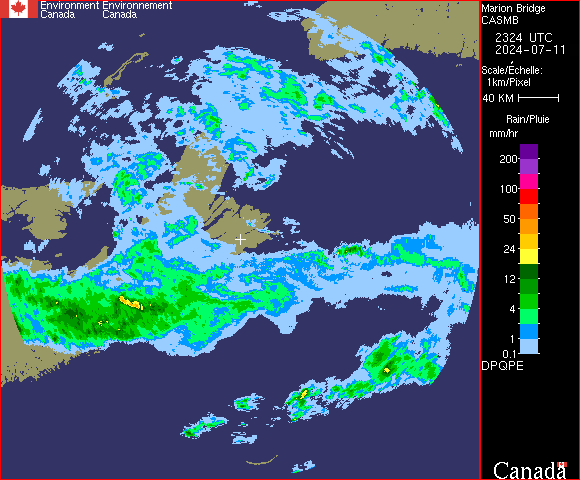 Environment Environnement
Canada Canada
Marion Bridge
CASMB
2324 UTC
2024-07-11
Scale/Echelle:
1km/Pixel
40 KM
Rain/Pluie
mm/hr
200
100
50
24
12
4
1
0.1
DPQPE
Canada